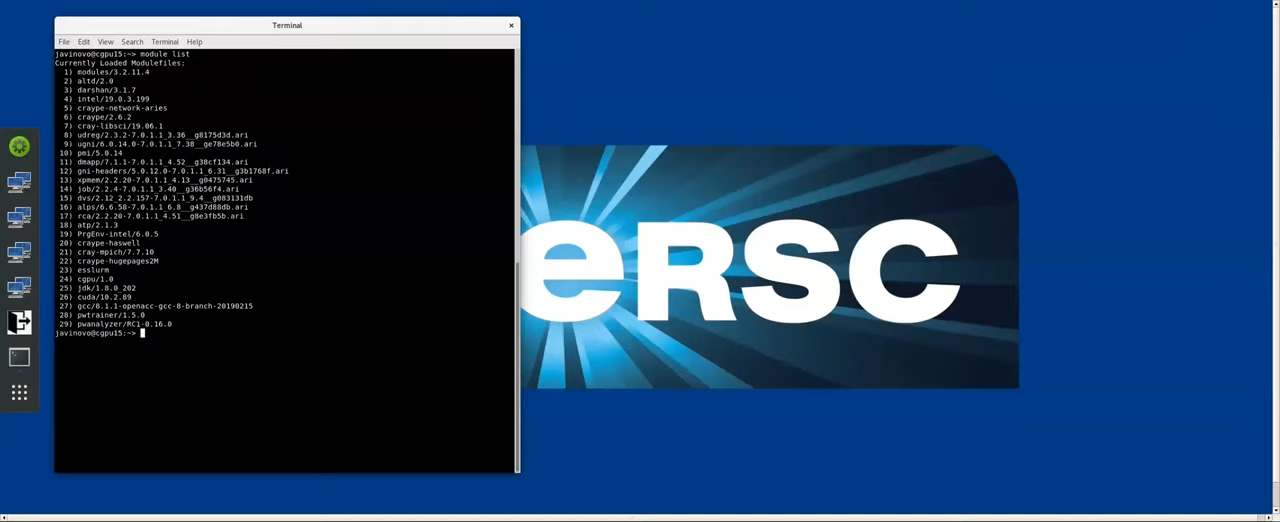 Terminal
File Edit View Search Terminal Help
javinovo@cgpu15:~> module list
Currently Loaded Modulefiles:
1) modules/3.2.11.4
2) altd/2.0
3) darshan/3.1.7
4) intel/19.0.3.199
5) craype-network-aries
6) craype/2.6.2
7) cray-libsci/19.06.1
8) udreg/2.3.2-7.0.1.1_3.36__g8175d3d.ari
9) ugni/6.0.14.0-7.0.1.1_7.38__ge78e5b0.ari
10) pmi/5.0.14
11) dmapp/7.1.1-7.0.1.1_4.52__g38cf134.ari
12) gni-headers/5.0.12.0-7.0.1.1_6.31__g3b1768f.ari
13) xpmem/2.2.20-7.0.1.1_4.13__g0475745.ari
14) job/2.2.4-7.0.1.1_3.40__g36b56f4.ari
15) dvs/2.12_2.2.157-7.0.1.1_9.4__g083131db
16) alps/6.6.58-7.0.1.1_6.8__g437d88db.ari
17) rca/2.2.20-7.0.1.1_4.51__g8e3fb5b.ari
18) atp/2.1.3
19) PrgEnv-intel/6.0.5
20) craype-haswell
21) cray-mpich/7.7.10
22) craype-hugepages2M
23) esslurm
24) cgpu/1.0
25) jdk/1.8.0_202
26) cuda/10.2.89
27) gcc/8.1.1-openacc-gcc-8-branch-20190215
28) pwtrainer/1.5.0
29) pwanalyzer/RC1-0.16.0
javinovo@cgpu15:~>
eRSC